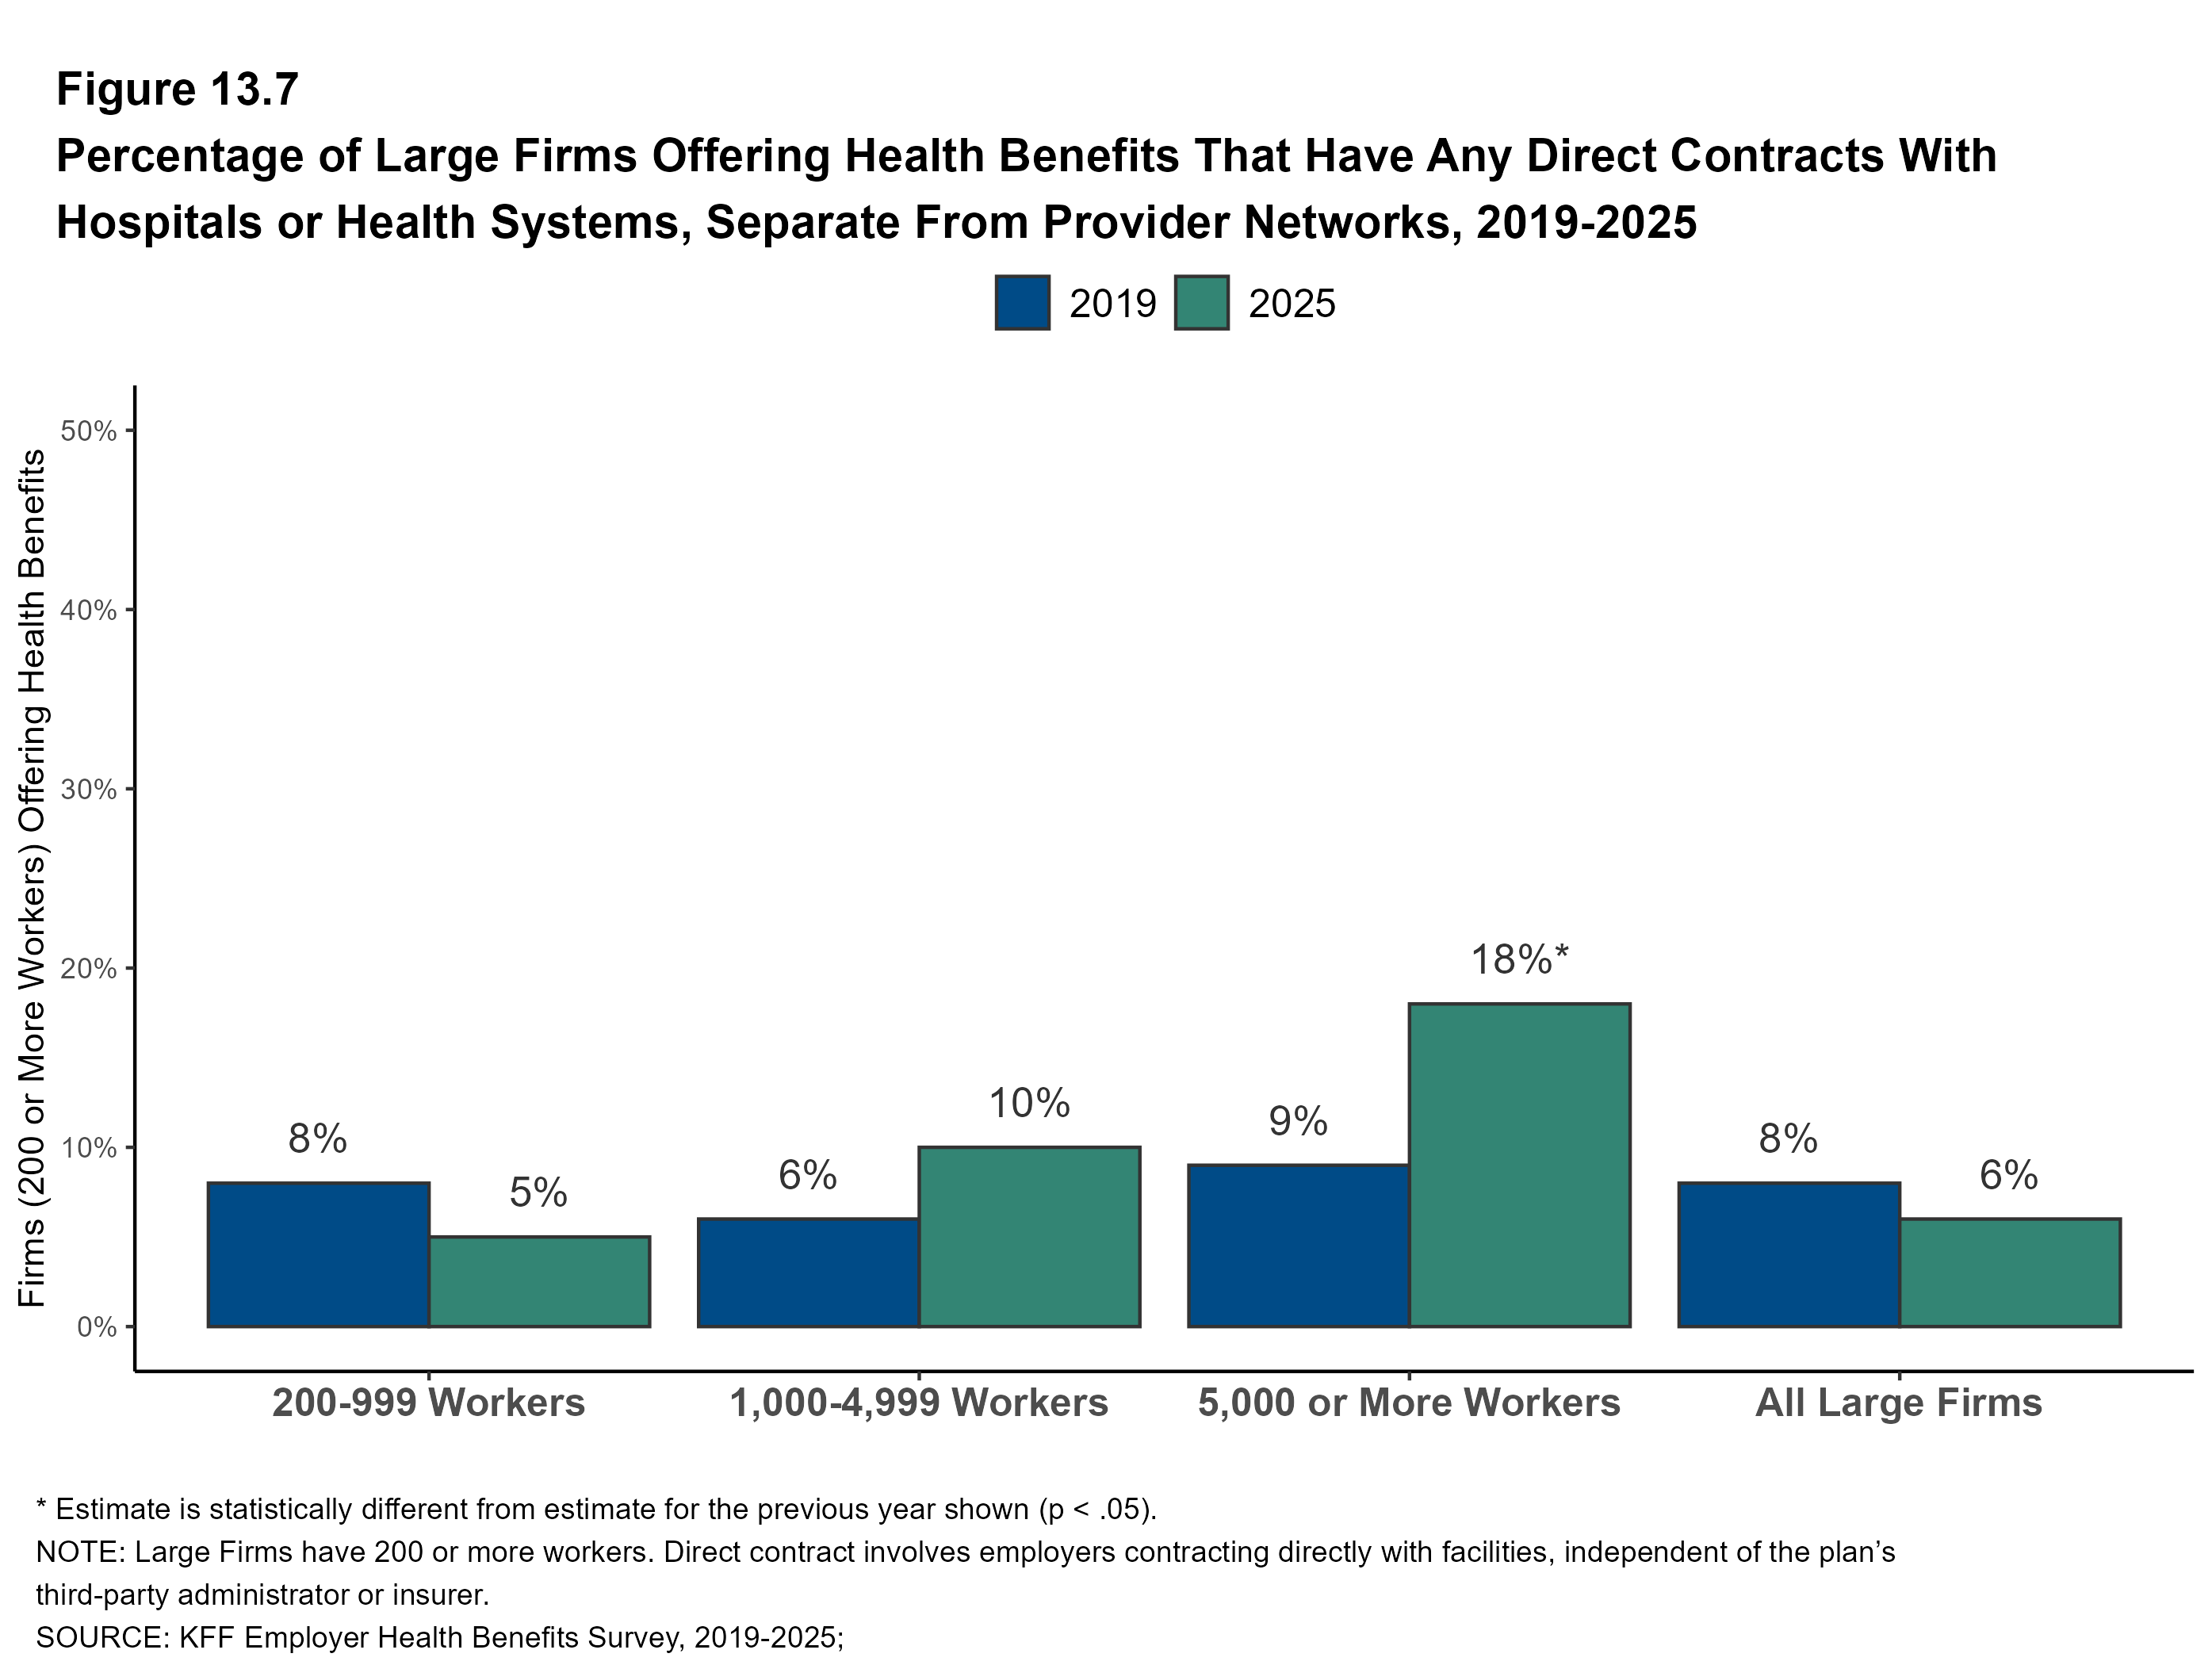 Figure 13.7
Percentage of Large Firms Offering Health Benefits That Have Any Direct Contracts With
Hospitals or Health Systems, Separate From Provider Networks, 2019-2025
2019 2025
Firms (200 or More Workers) Offering Health Benefits
50%
40%
30%
20%
10%
0%
8%
5%
6%
10%
9%
18%*
8%
6%
200-999 Workers
1,000-4,999 Workers
5,000 or More Workers
All Large Firms
* Estimate is statistically different from estimate for the previous year shown (p < .05).
NOTE: Large Firms have 200 or more workers. Direct contract involves employers contracting directly with facilities, independent of the plan’s
third-party administrator or insurer.
SOURCE: KFF Employer Health Benefits Survey, 2019-2025;